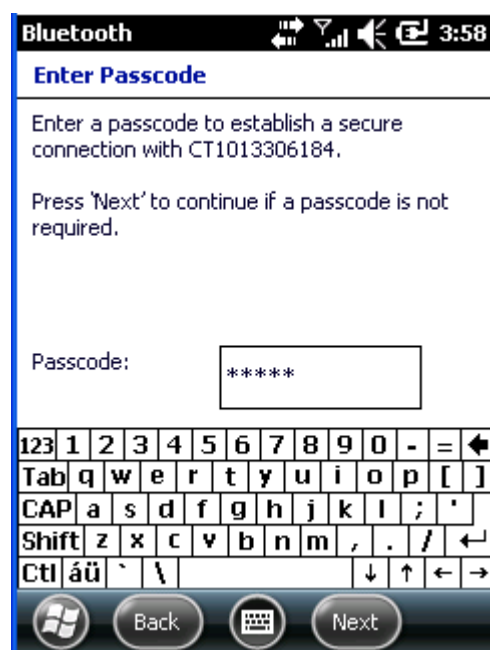 Bluetooth 3:58
Enter Passcode
Enter a passcode to establish a secure
connection with CT1013306184.
Press 'Next' to continue if a passcode is not
required.
Passcode: *****
123 1 2 3 4 5 6 7 8 9 0 - = 🡄
Tab q w e r t y u i o p [ ]
CAP a s d f g h j k l ; '
Shift z x c v b n m , . / ↵
Ctl áü ` \ ↓ ↑ ← →
Back Next